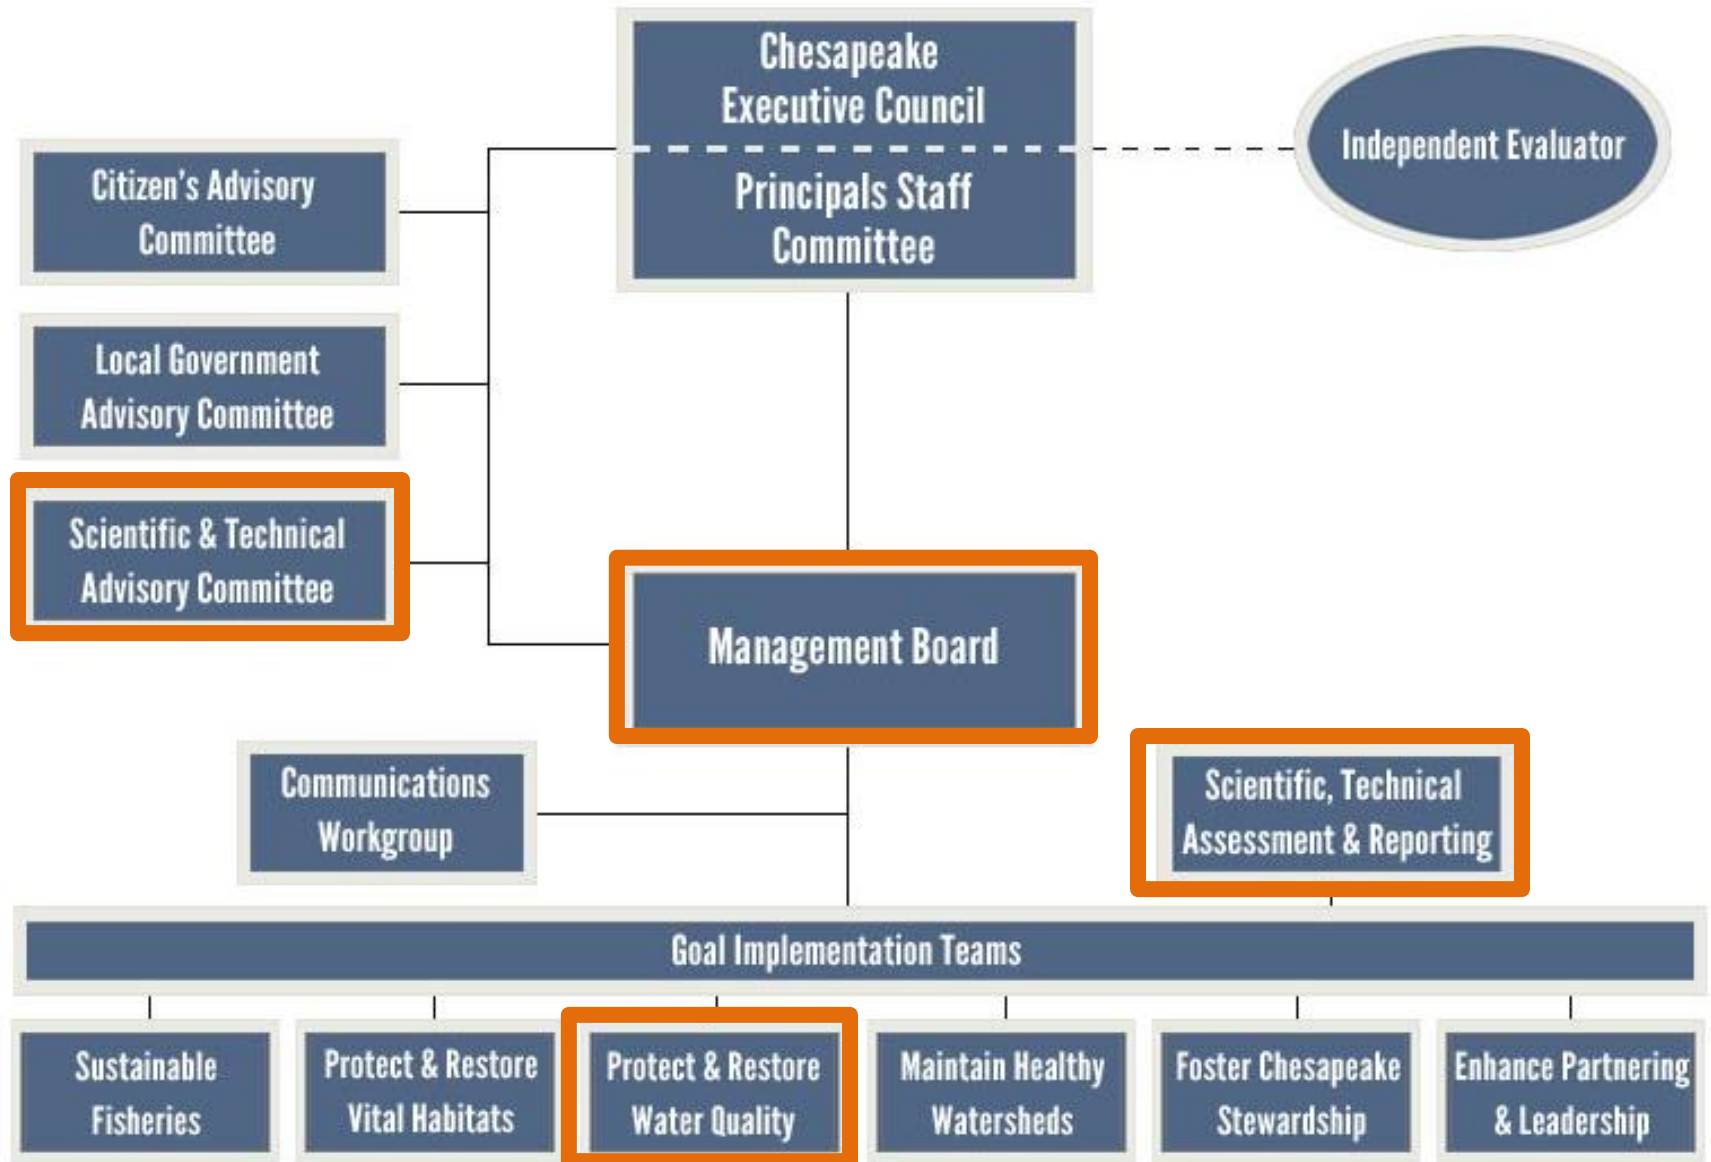 Chesapeake
Executive Council
Principals Staff
Committee
Independent Evaluator
Citizen's Advisory
Committee
Local Government
Advisory Committee
Scientific & Technical
Advisory Committee
Management Board
Communications
Workgroup
Scientific, Technical
Assessment & Reporting
Goal Implementation Teams
Sustainable
Fisheries
Protect & Restore
Vital Habitats
Protect & Restore
Water Quality
Maintain Healthy
Watersheds
Foster Chesapeake
Stewardship
Enhance Partnering
& Leadership